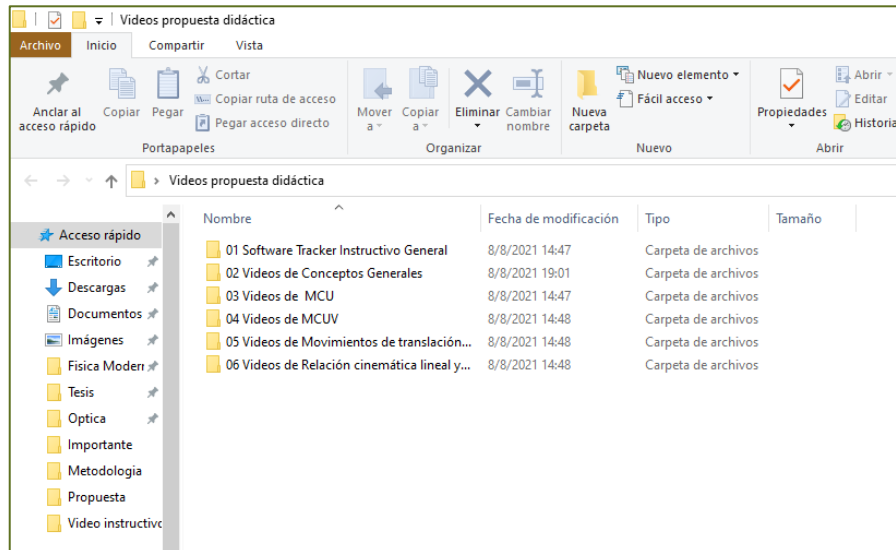 Videos propuesta didáctica
Archivo Inicio Compartir Vista
Anclar al acceso rápido
Copiar
Pegar
Cortar
Copiar ruta de acceso
Pegar acceso directo
Portapapeles
Mover a
Copiar a
Eliminar
Cambiar nombre
Organizar
Nueva carpeta
Nuevo elemento
Fácil acceso
Nuevo
Propiedades
Abrir
Editar
Historia
Abrir
Videos propuesta didáctica
Acceso rápido
Escritorio
Descargas
Documentos
Imágenes
Fisica Moderr
Tesis
Optica
Importante
Metodologia
Propuesta
Video instructivo
Nombre Fecha de modificación Tipo Tamaño
01 Software Tracker Instructivo General 8/8/2021 14:47 Carpeta de archivos
02 Videos de Conceptos Generales 8/8/2021 19:01 Carpeta de archivos
03 Videos de MCU 8/8/2021 14:47 Carpeta de archivos
04 Videos de MCUV 8/8/2021 14:48 Carpeta de archivos
05 Videos de Movimientos de translación... 8/8/2021 14:48 Carpeta de archivos
06 Videos de Relación cinemática lineal y... 8/8/2021 14:48 Carpeta de archivos